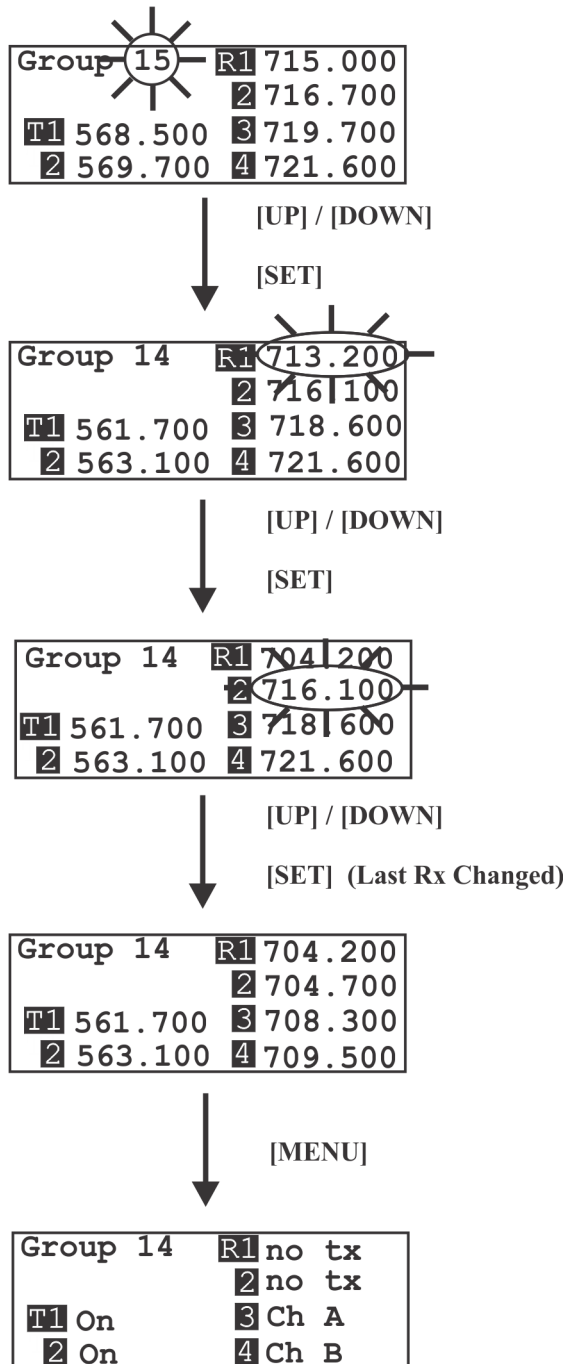 Group 15 R1 715.000
2 716.700
T1 568.500 3 719.700
2 569.700 4 721.600
[UP] / [DOWN]
[SET]
Group 14 R1 713.200
2 716 100
T1 561.700 3 718.600
2 563.100 4 721.600
[UP] / [DOWN]
[SET]
Group 14 R1 704 200
2 716.100
T1 561.700 3 718.600
2 563.100 4 721.600
[UP] / [DOWN]
[SET] (Last Rx Changed)
Group 14 R1 704.200
2 704.700
T1 561.700 3 708.300
2 563.100 4 709.500
[MENU]
Group 14 R1 no tx
2 no tx
T1 On 3 Ch A
2 On 4 Ch B